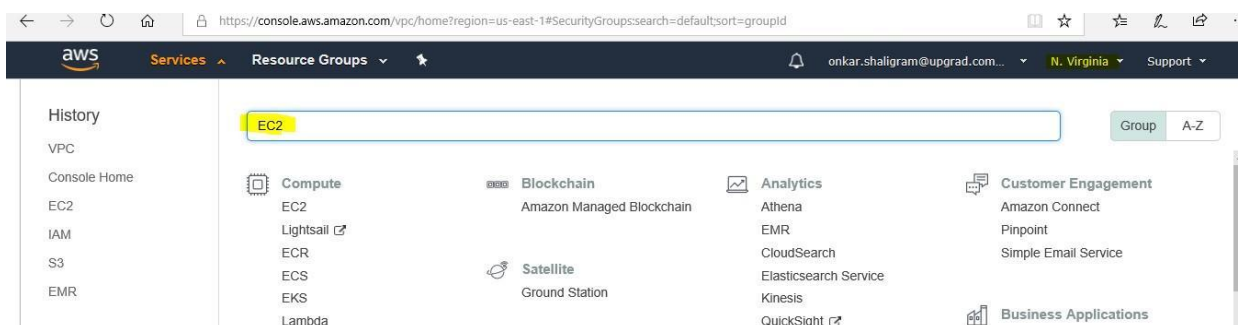 https://console.aws.amazon.com/vpc/home?region=us-east-1#SecurityGroups:search=default;sort=groupId
aws Services Resource Groups onkar.shaligram@upgrad.com... N. Virginia Support
History
VPC
Console Home
EC2
IAM
S3
EMR
EC2
Group A-Z
Compute
EC2
Lightsail
ECR
ECS
EKS
Lambda
Blockchain
Amazon Managed Blockchain
Satellite
Ground Station
Analytics
Athena
EMR
CloudSearch
Elasticsearch Service
Kinesis
QuickSight
Customer Engagement
Amazon Connect
Pinpoint
Simple Email Service
Business Applications